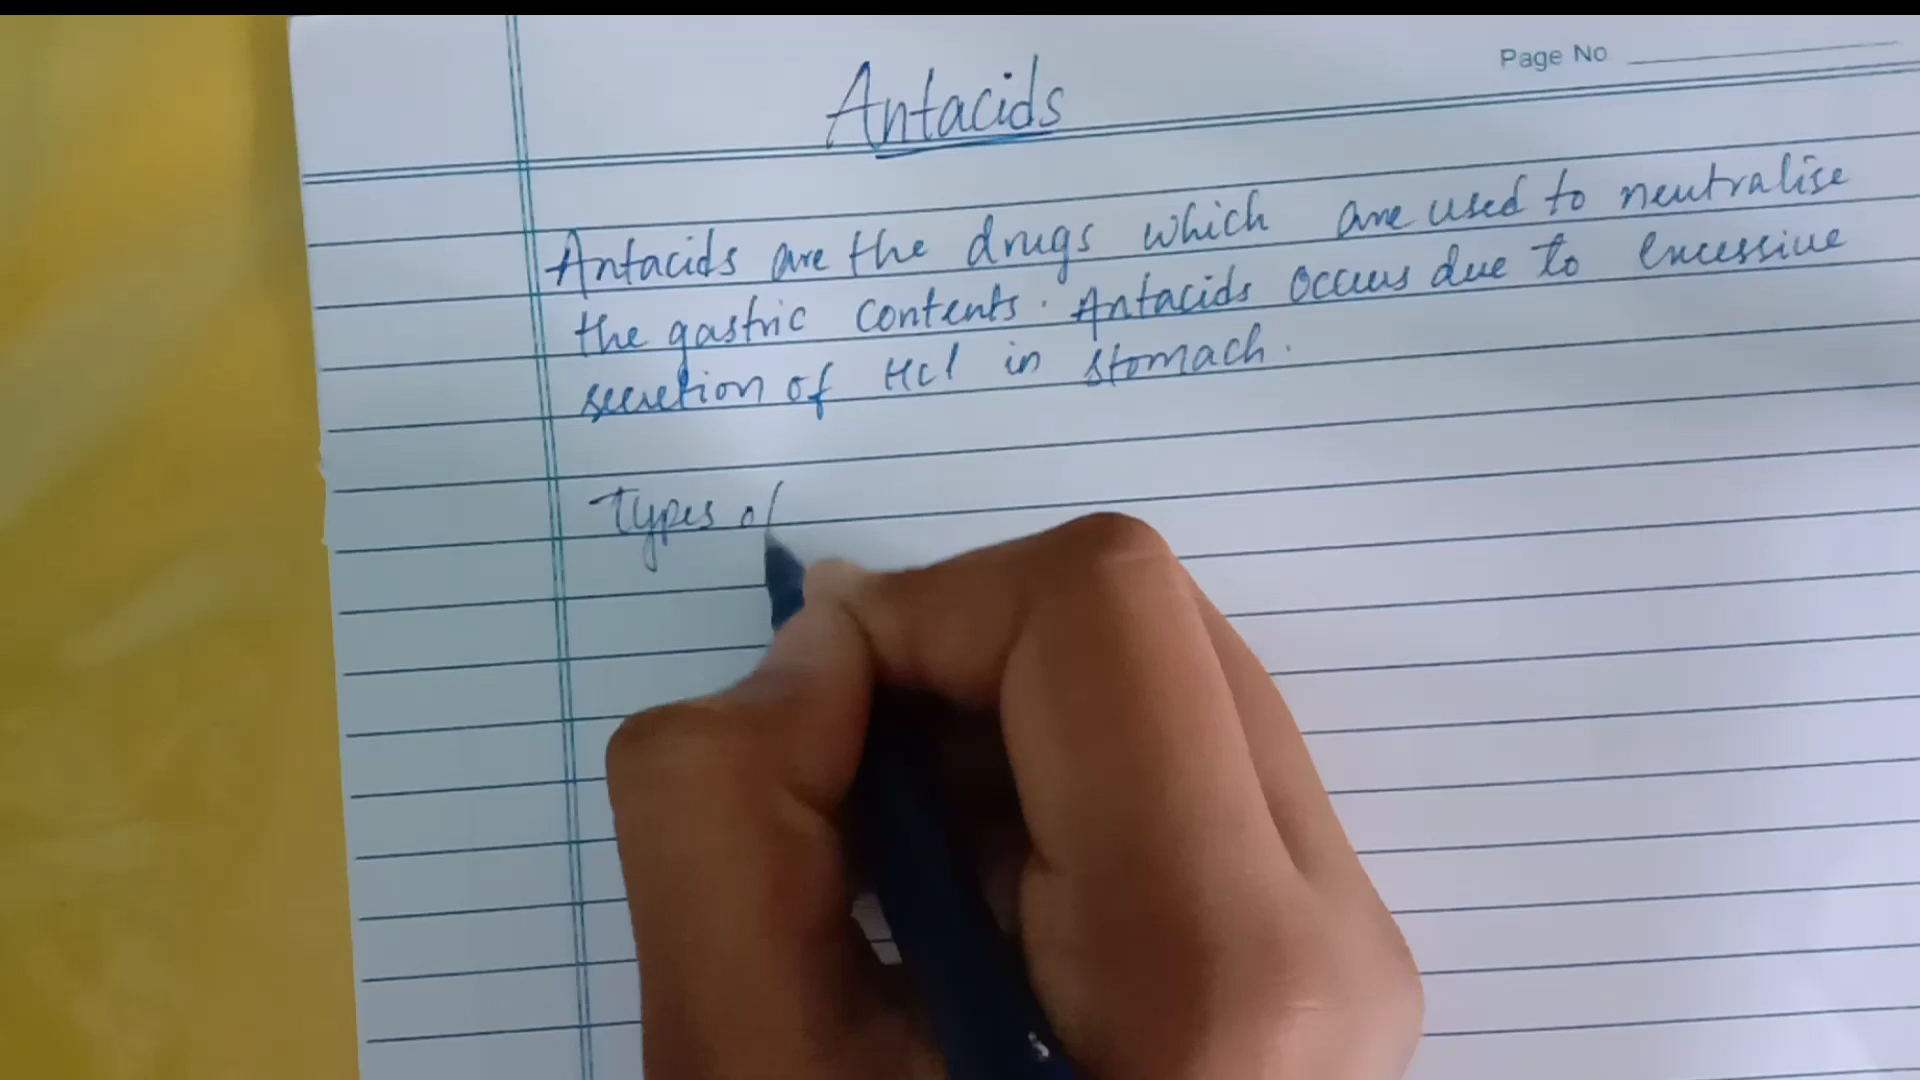 Page No
Antacids
Antacids are the drugs which are used to neutralise
the gastric contents. Antacids occurs due to excessive
secretion of HCl in stomach.
Types of